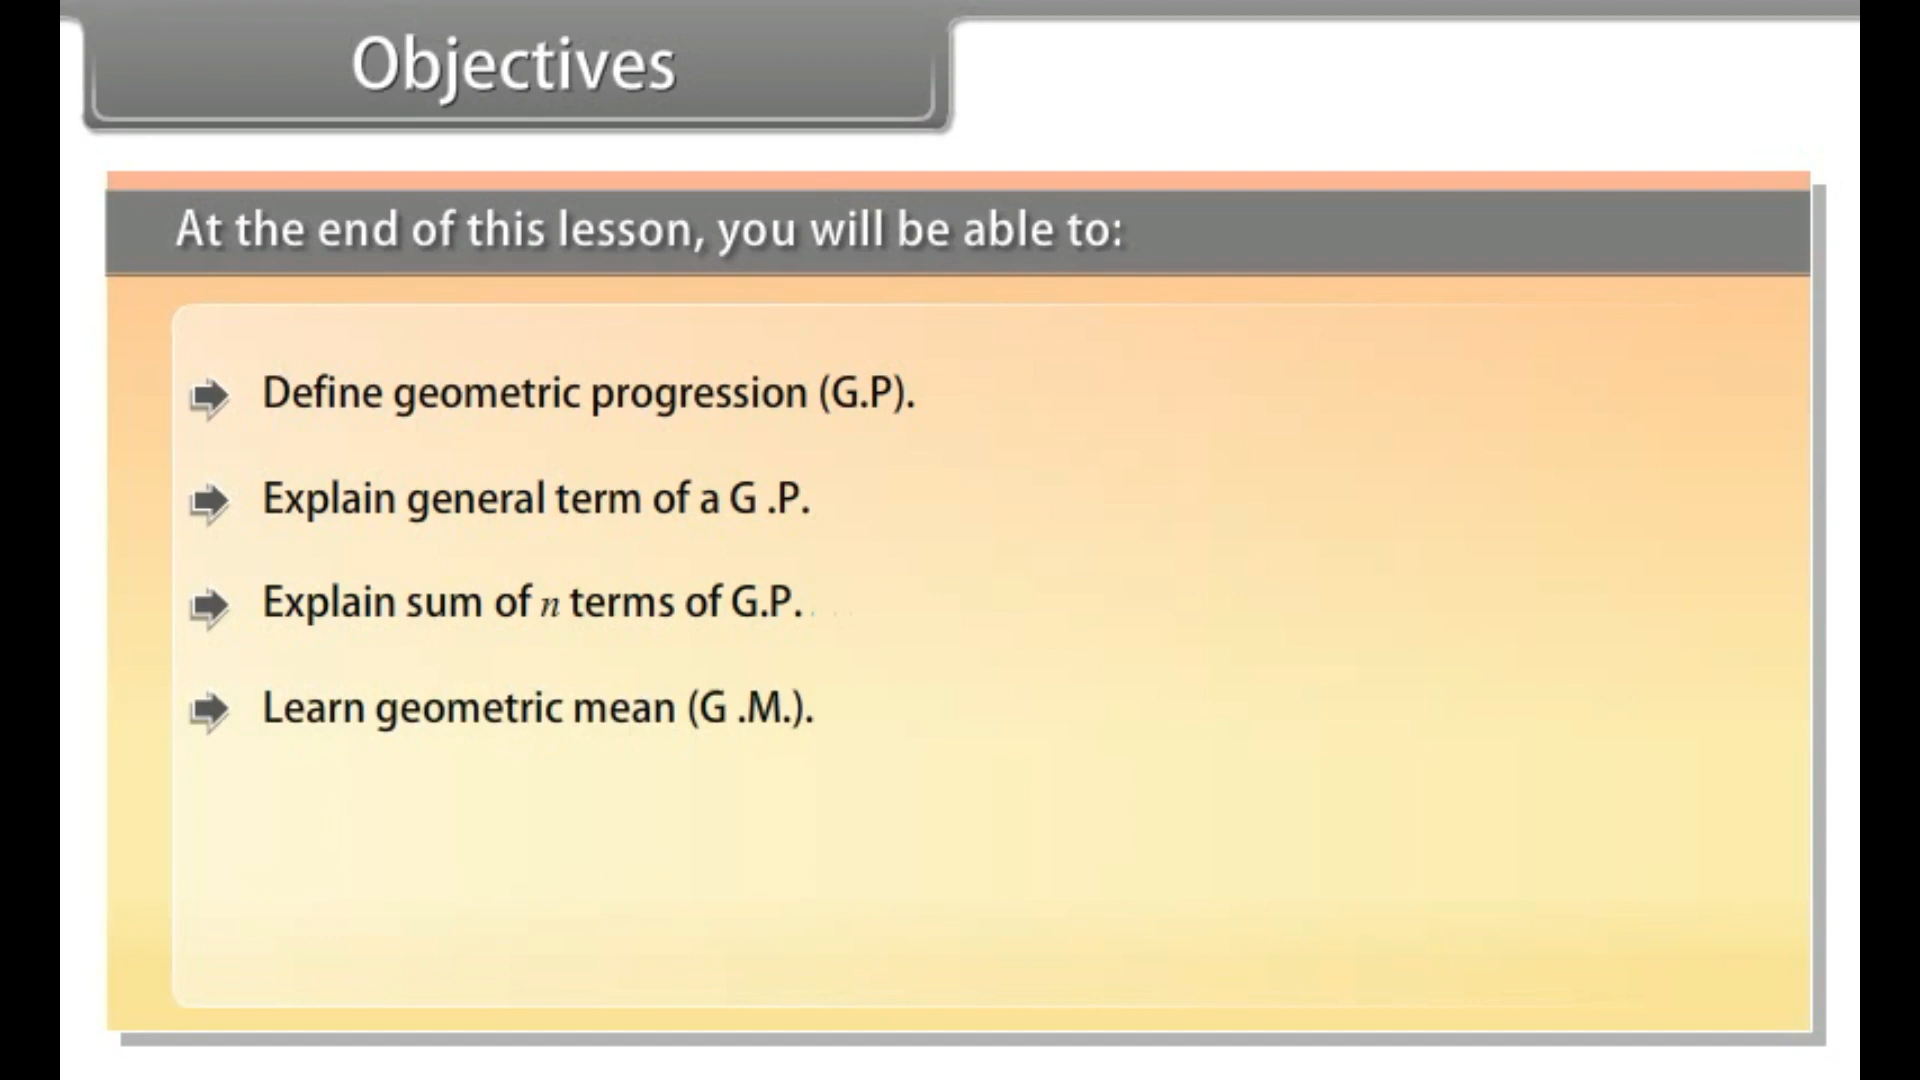 Objectives
At the end of this lesson, you will be able to:
Define geometric progression (G.P).
Explain general term of a G .P.
Explain sum of n terms of G.P.
Learn geometric mean (G .M.).